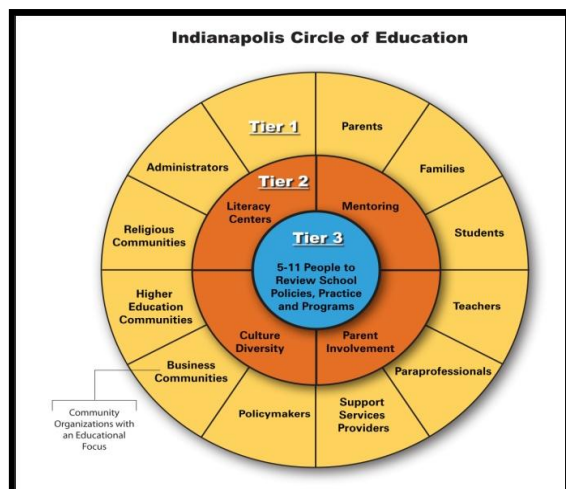 Indianapolis Circle of Education
Tier 1
Parents
Administrators
Families
Tier 2
Literacy
Centers
Mentoring
Religious
Communities
Students
Tier 3
5-11 People to
Review School
Policies, Practice
and Programs
Higher
Education
Communities
Teachers
Culture
Diversity
Parent
Involvement
Business
Communities
Paraprofessionals
Policymakers
Support
Services
Providers
Community
Organizations with
an Educational
Focus